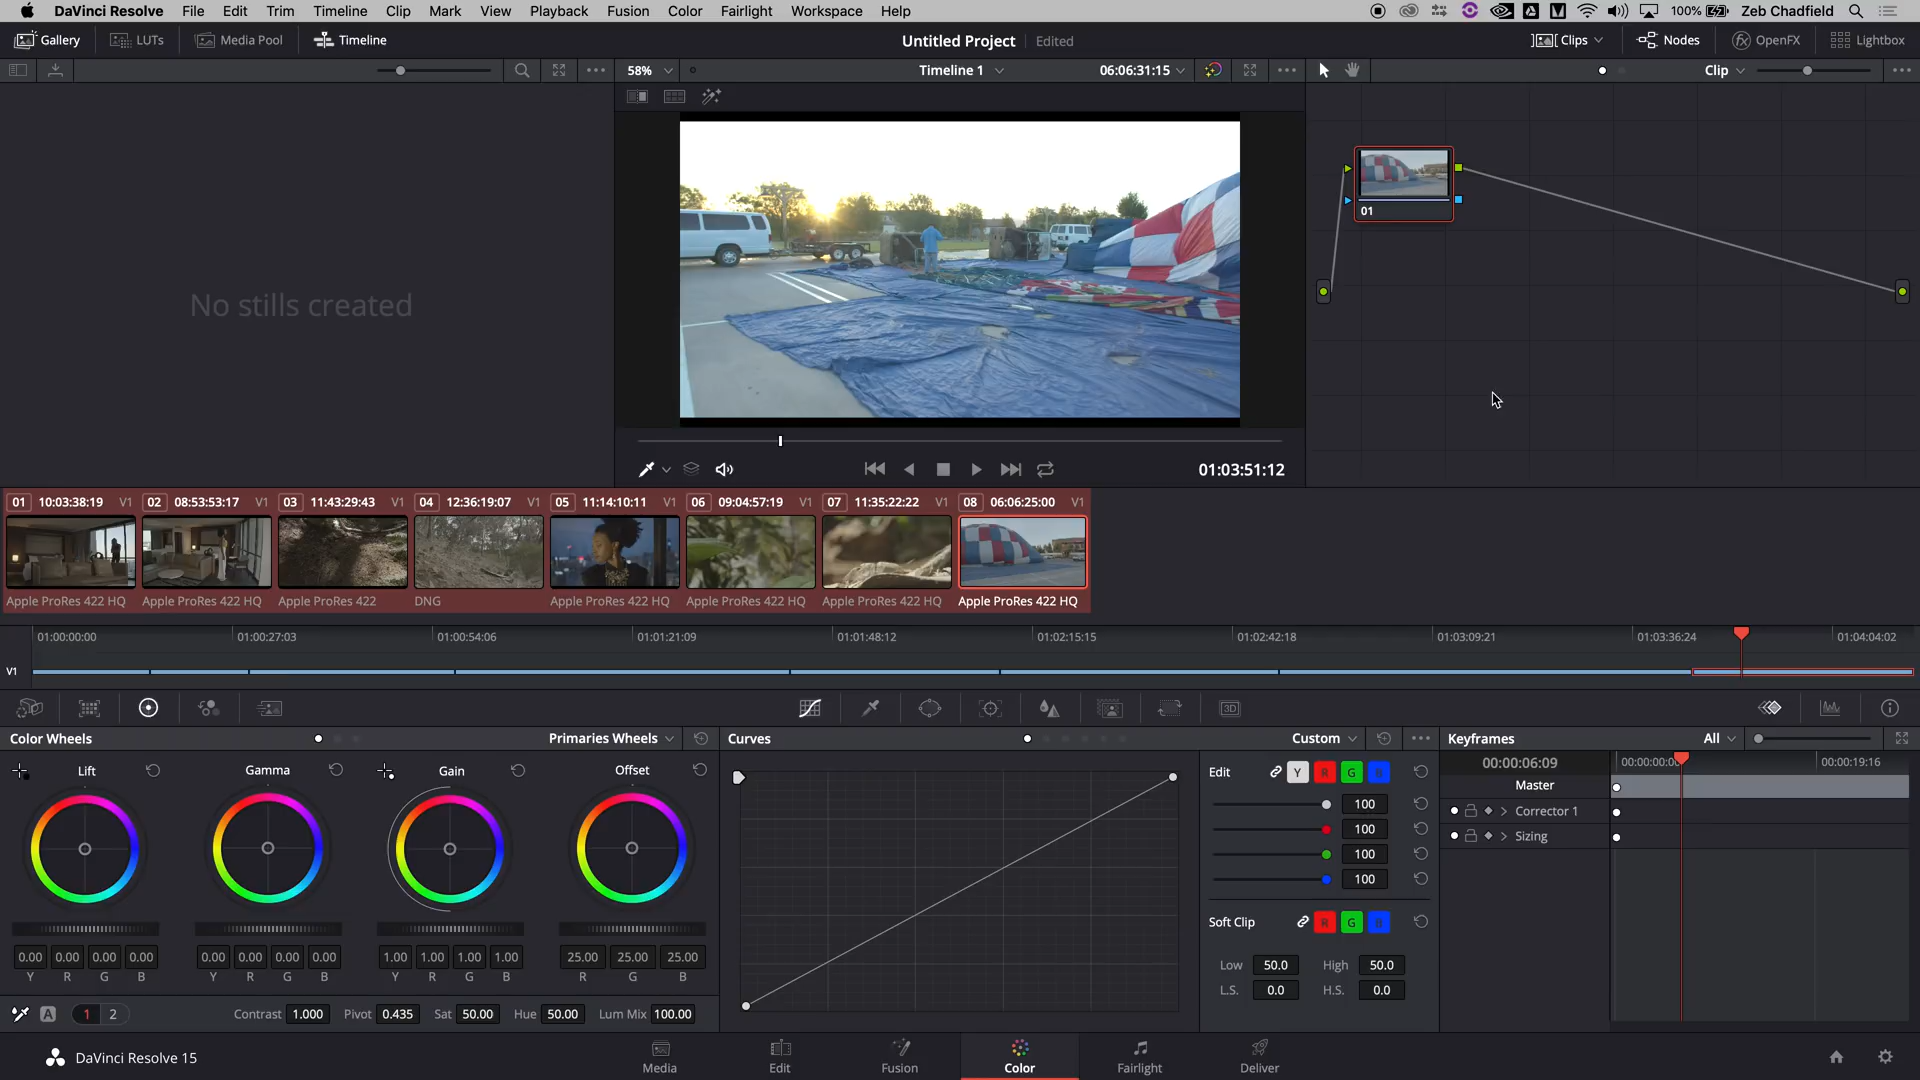 DaVinci Resolve File Edit Trim Timeline Clip Mark View Playback Fusion Color Fairlight Workspace Help 100% Zeb Chadfield
Gallery LUTs Media Pool Timeline Untitled Project Edited Clips Nodes OpenFX Lightbox
58% Timeline 1 06:06:31:15 Clip
No stills created
01
01:03:51:12
01 10:03:38:19 V1 02 08:53:53:17 V1 03 11:43:29:43 V1 04 12:36:19:07 V1 05 11:14:10:11 V1 06 09:04:57:19 V1 07 11:35:22:22 V1 08 06:06:25:00 V1
Apple ProRes 422 HQ Apple ProRes 422 HQ Apple ProRes 422 DNG Apple ProRes 422 HQ Apple ProRes 422 HQ Apple ProRes 422 HQ Apple ProRes 422 HQ
01:00:00:00 01:00:27:03 01:00:54:06 01:01:21:09 01:01:48:12 01:02:15:15 01:02:42:18 01:03:09:21 01:03:36:24 01:04:04:02
V1
3D
Color Wheels Primaries Wheels Curves Custom Keyframes All
Lift Gamma Gain Offset
Edit Y R G B
100
100
100
100
00:00:06:09 00:00:00:0 00:00:19:16
Master
Corrector 1
Sizing
Soft Clip R G B
0.00 0.00 0.00 0.00 0.00 0.00 0.00 0.00 1.00 1.00 1.00 1.00 25.00 25.00 25.00
Y R G B Y R G B Y R G B R G B
Low 50.0 High 50.0
L.S. 0.0 H.S. 0.0
A 1 2 Contrast 1.000 Pivot 0.435 Sat 50.00 Hue 50.00 Lum Mix 100.00
DaVinci Resolve 15 Media Edit Fusion Color Fairlight Deliver